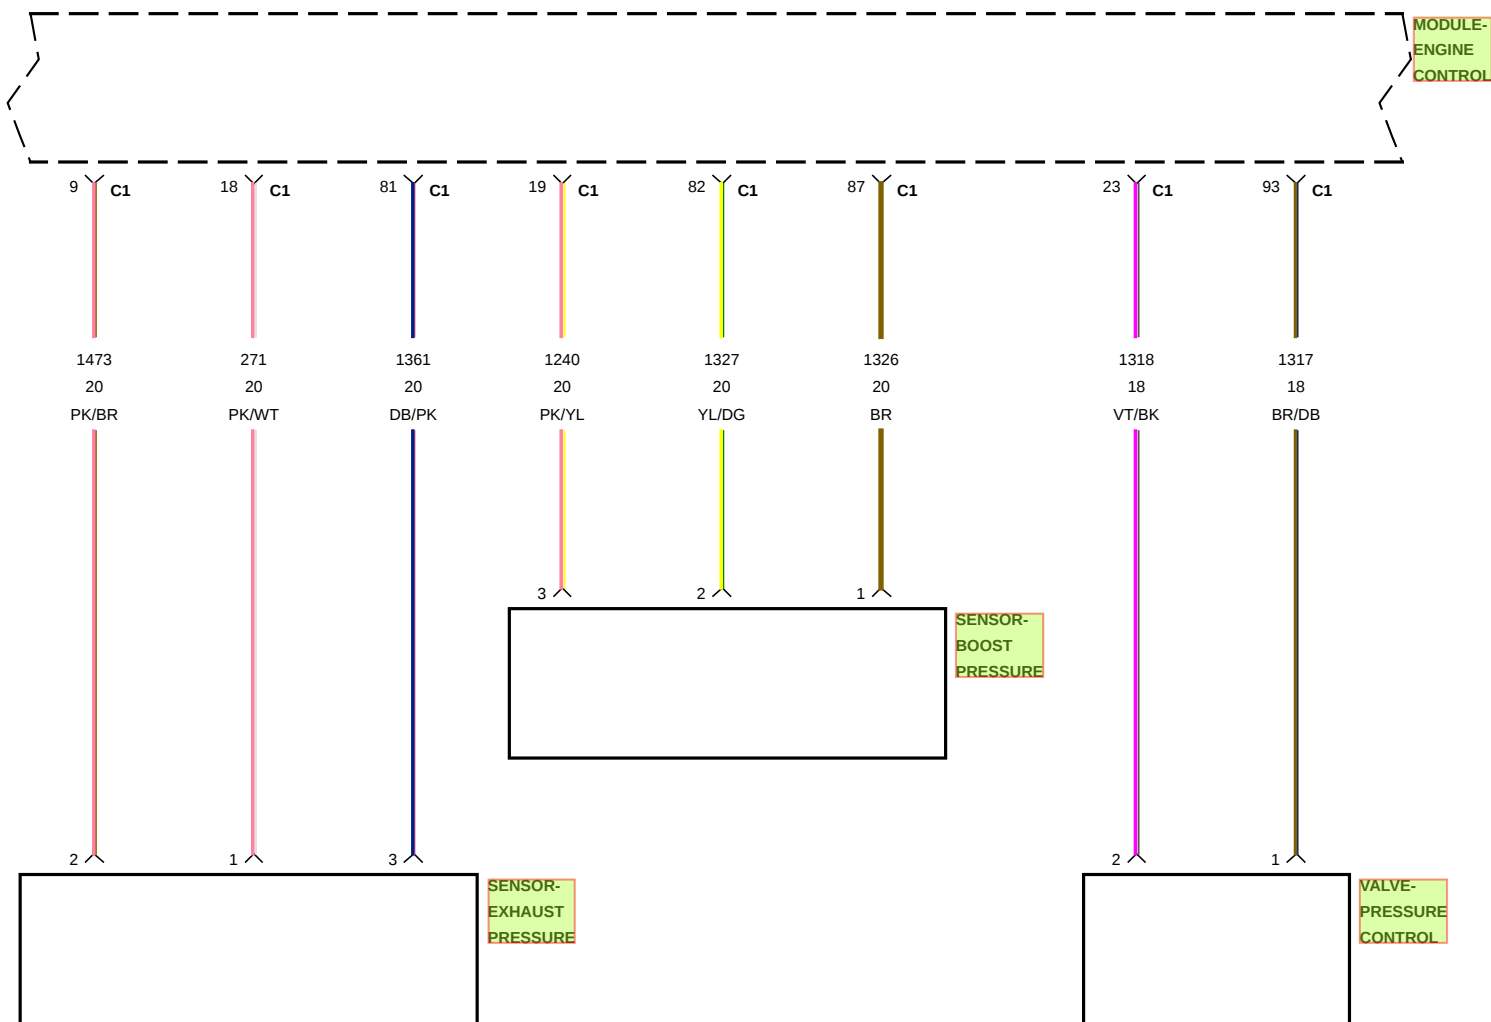 MODULE-
ENGINE
CONTROL
9 C1 18 C1 81 C1 19 C1 82 C1 87 C1 23 C1 93 C1
1473 271 1361 1240 1327 1326 1318 1317
20 20 20 20 20 20 18 18
PK/BR PK/WT DB/PK PK/YL YL/DG BR VT/BK BR/DB
3 2 1
SENSOR-
BOOST
PRESSURE
2 1 3 2 1
SENSOR-
EXHAUST
PRESSURE
VALVE-
PRESSURE
CONTROL